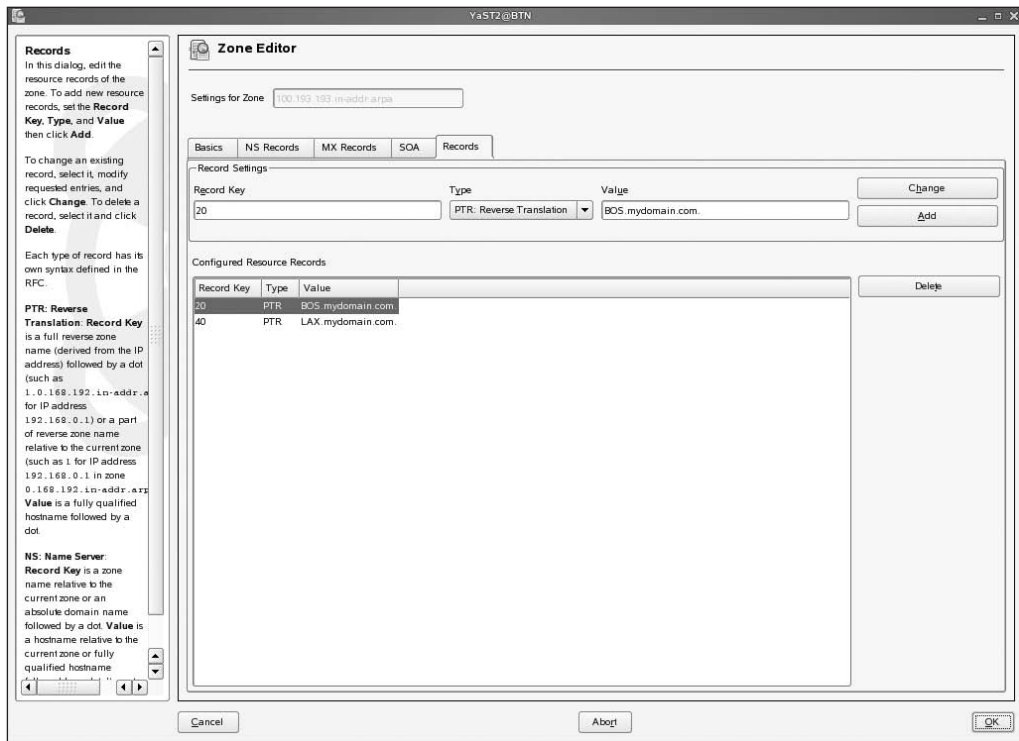 YaST2@BTN
Records
In this dialog, edit the
resource records of the
zone. To add new resource
records, set the Record
Key, Type, and Value
then click Add.
To change an existing
record, select it, modify
requested entries, and
click Change. To delete a
record, select it and click
Delete.
Each type of record has its
own syntax defined in the
RFC.
PTR: Reverse
Translation: Record Key
is a full reverse zone
name (derived from the IP
address) followed by a dot
(such as
1.0.168.192.in-addr.a
for IP address
192.168.0.1) or a part
of reverse zone name
relative to the current zone
(such as 1 for IP address
192.168.0.1 in zone
0.168.192.in-addr.arp
Value is a fully qualified
hostname followed by a
dot.
NS: Name Server:
Record Key is a zone
name relative to the
current zone or an
absolute domain name
followed by a dot. Value is
a hostname relative to the
current zone or fully
qualified hostname
Zone Editor
Settings for Zone 100.193.193.in-addr.arpa
Basics NS Records MX Records SOA Records
Record Settings
Record Key Type Value
20 PTR: Reverse Translation BOS.mydomain.com.
Change
Add
Configured Resource Records
Record Key Type Value
20 PTR BOS.mydomain.com.
40 PTR LAX.mydomain.com.
Delete
Cancel Abort OK